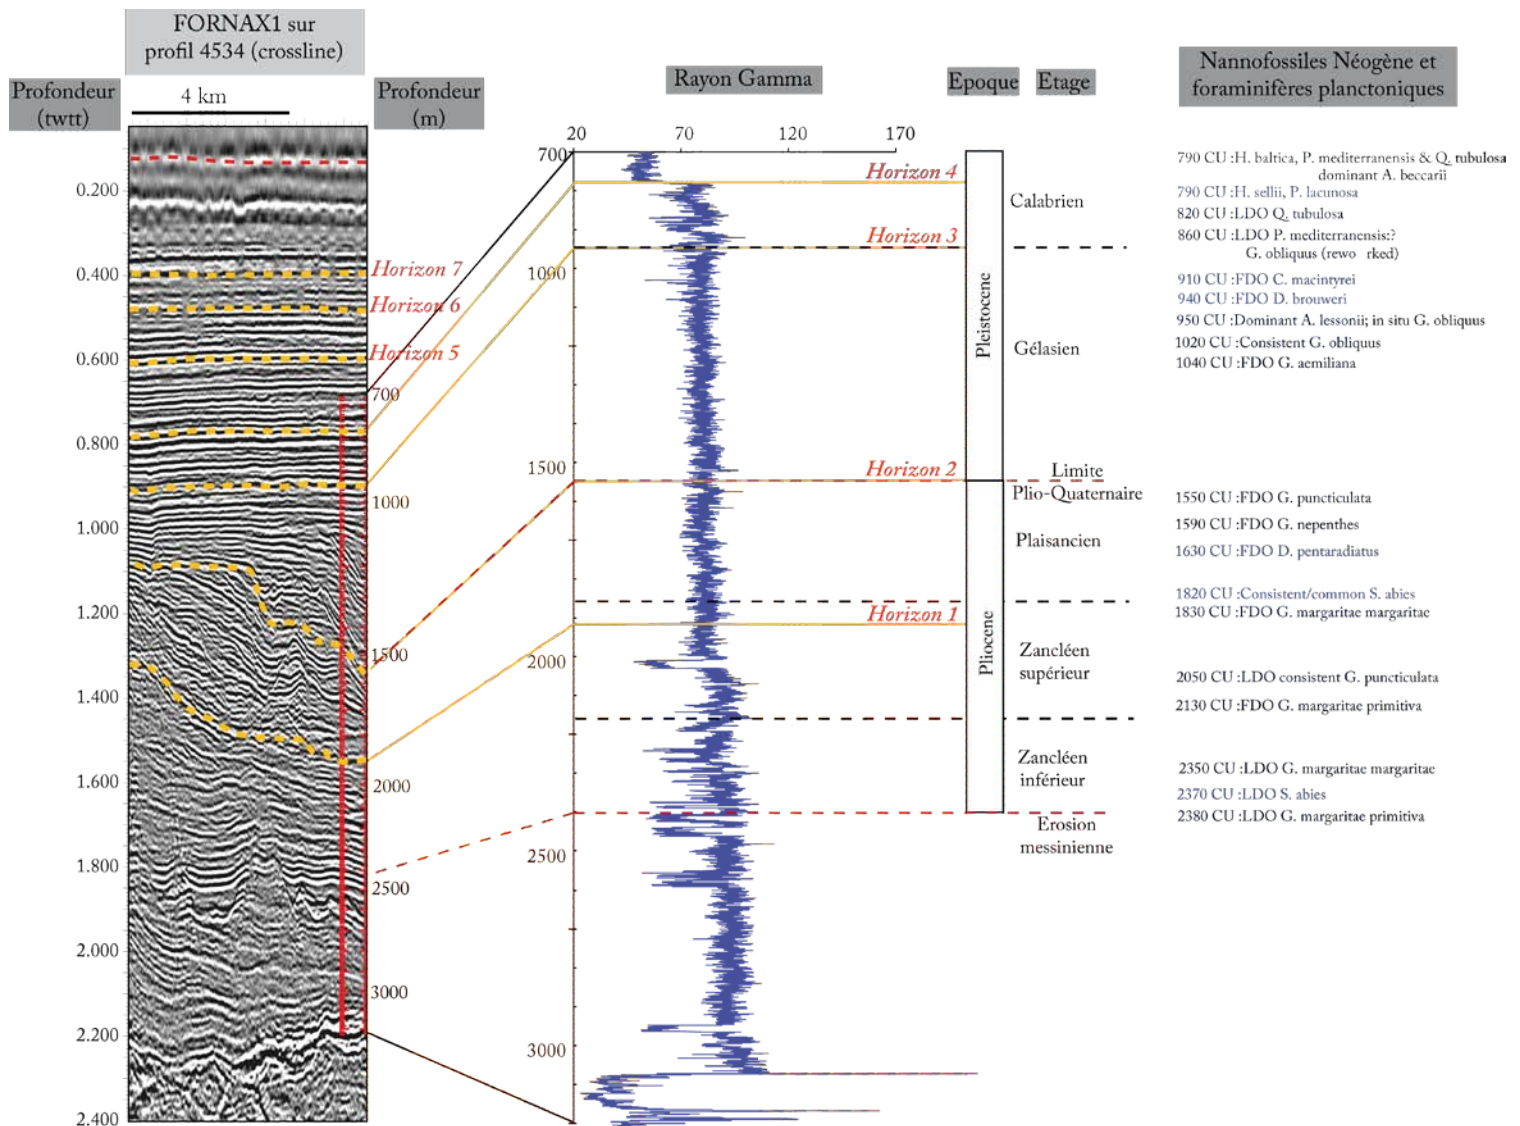 FORNAX1 sur
profil 4534 (crossline)
Profondeur
(twtt)
4 km
Profondeur
(m)
Rayon Gamma
Epoque
Etage
Nannofossiles Néogène et
foraminifères planctoniques
0.200
0.400
0.600
0.800
1.000
1.200
1.400
1.600
1.800
2.000
2.200
2.400
Horizon 7
Horizon 6
Horizon 5
700
1000
1500
2000
2500
3000
20
70
120
170
700
1000
1500
2000
2500
3000
Horizon 4
Horizon 3
Horizon 2
Horizon 1
Pleistocene
Pliocene
Calabrien
Gélasien
Limite
Plio-Quaternaire
Plaisancien
Zancléen
supérieur
Zancléen
inférieur
Erosion
messinienne
790 CU :H. baltica, P. mediterranensis & Q. tubulosa
dominant A. beccarii
790 CU :H. sellii, P. lacunosa
820 CU :LDO Q. tubulosa
860 CU :LDO P. mediterranensis:?
G. obliquus (rewo rked)
910 CU :FDO C. macintyrei
940 CU :FDO D. brouweri
950 CU :Dominant A. lessonii; in situ G. obliquus
1020 CU :Consistent G. obliquus
1040 CU :FDO G. aemiliana
1550 CU :FDO G. puncticulata
1590 CU :FDO G. nepenthes
1630 CU :FDO D. pentaradiatus
1820 CU :Consistent/common S. abies
1830 CU :FDO G. margaritae margaritae
2050 CU :LDO consistent G. puncticulata
2130 CU :FDO G. margaritae primitiva
2350 CU :LDO G. margaritae margaritae
2370 CU :LDO S. abies
2380 CU :LDO G. margaritae primitiva